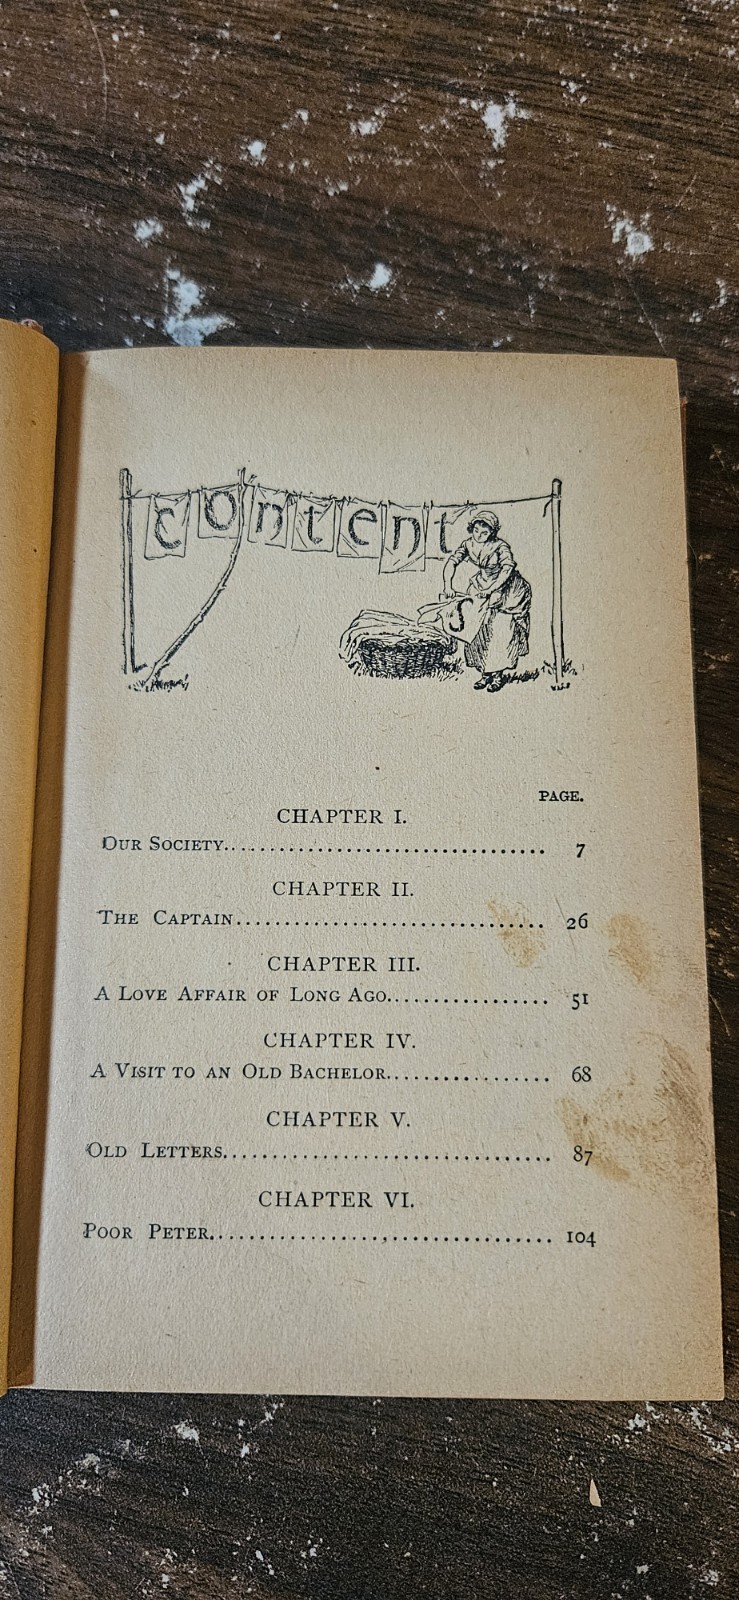 contents
PAGE.
CHAPTER I.
OUR SOCIETY.................................. 7
CHAPTER II.
THE CAPTAIN................................... 26
CHAPTER III.
A LOVE AFFAIR OF LONG AGO................. 51
CHAPTER IV.
A VISIT TO AN OLD BACHELOR................. 68
CHAPTER V.
OLD LETTERS.................................. 87
CHAPTER VI.
POOR PETER................................... 104